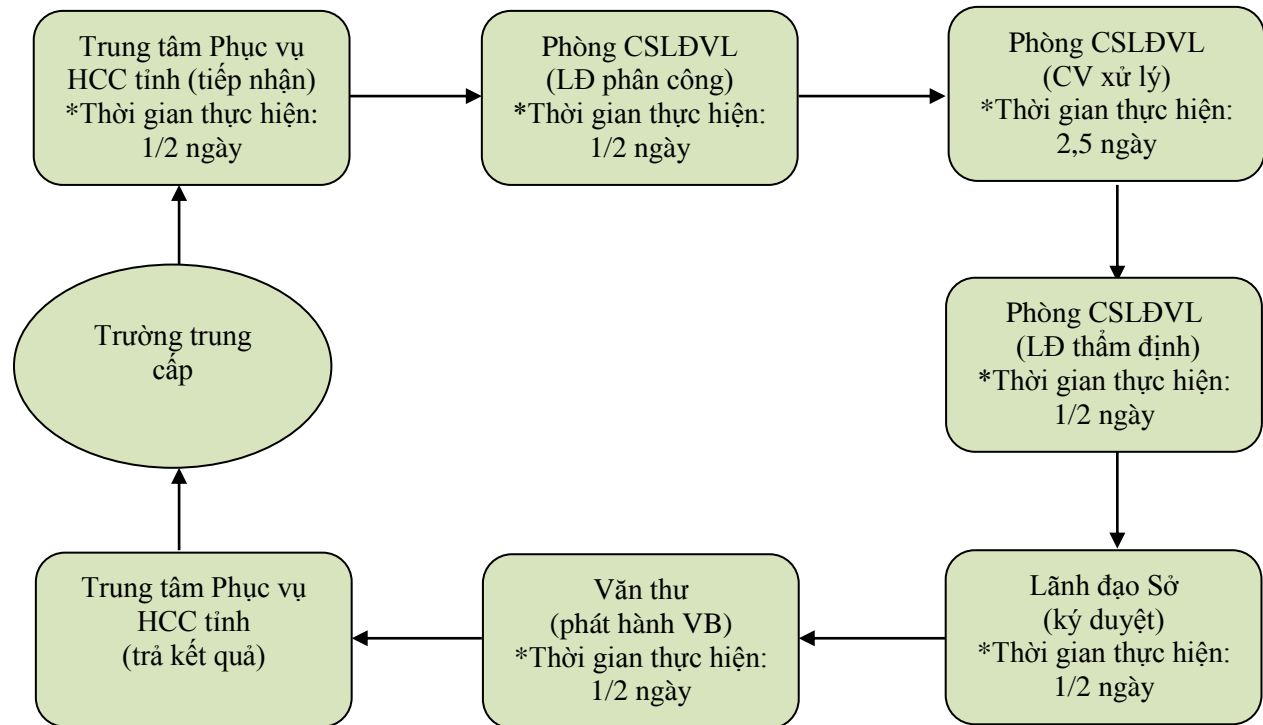 Trung tâm Phục vụ
HCC tỉnh (tiếp nhận)
*Thời gian thực hiện:
1/2 ngày
Phòng CSLĐVL
(LĐ phân công)
*Thời gian thực hiện:
1/2 ngày
Phòng CSLĐVL
(CV xử lý)
*Thời gian thực hiện:
2,5 ngày
Phòng CSLĐVL
(LĐ thẩm định)
*Thời gian thực hiện:
1/2 ngày
Lãnh đạo Sở
(ký duyệt)
*Thời gian thực hiện:
1/2 ngày
Văn thư
(phát hành VB)
*Thời gian thực hiện:
1/2 ngày
Trung tâm Phục vụ
HCC tỉnh
(trả kết quả)
Trường trung
cấp